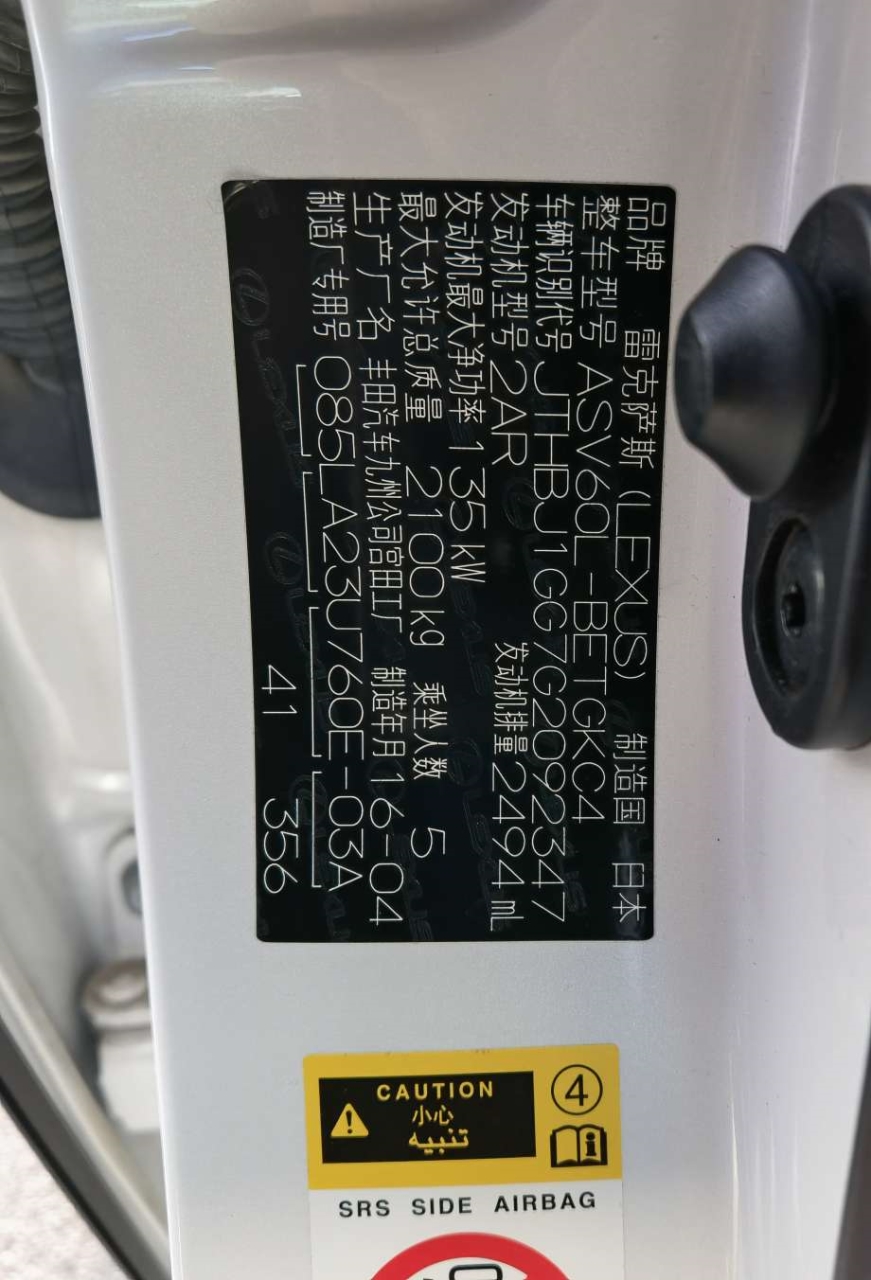 品牌 雷克萨斯 (LEXUS) 制造国 日本
整车型号 ASV60L-BETGKC4
车辆识别代号 JTHBJ1GG7G2092347
发动机型号 2AR 发动机排量 2494 mL
发动机最大净功率 135 kW
最大允许总质量 2100 kg 乘坐人数 5
生产厂名 丰田汽车九州公司宫田工厂 制造年月 16-04
制造厂专用号 085LA23U760E-03A
41 356
CAUTION
小心
تنبيه
4
i
SRS SIDE AIRBAG